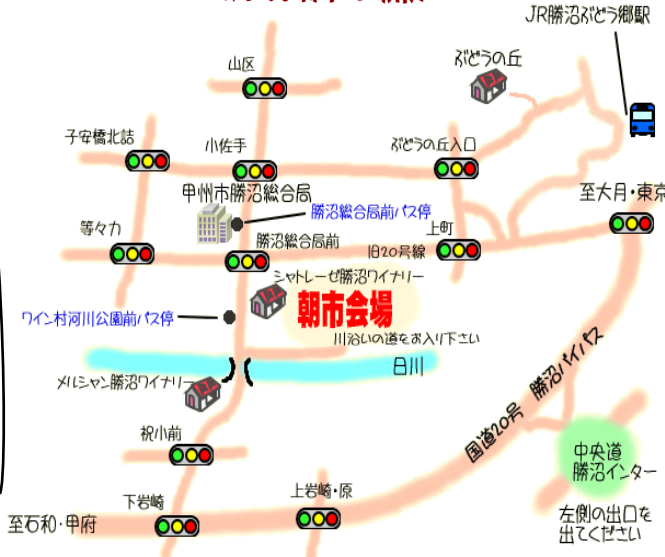 JR勝沼ぶどう郷駅
ぶどうの丘
山区
子安橋北詰
小佐手
ぶどうの丘入口
甲州市勝沼総合局
至大月・東京
勝沼総合局前バス停
等々力
上町
勝沼総合局前
旧20号線
シャトレーゼ勝沼ワイナリー
朝市会場
ワイン村河川公園前バス停
川沿いの道をお入り下さい
日川
メルシャン勝沼ワイナリー
国道20号 勝沼バイパス
祝小前
中央道
勝沼インター
下岩崎
上岩崎・原
至石和・甲府
左側の出口を
出てください